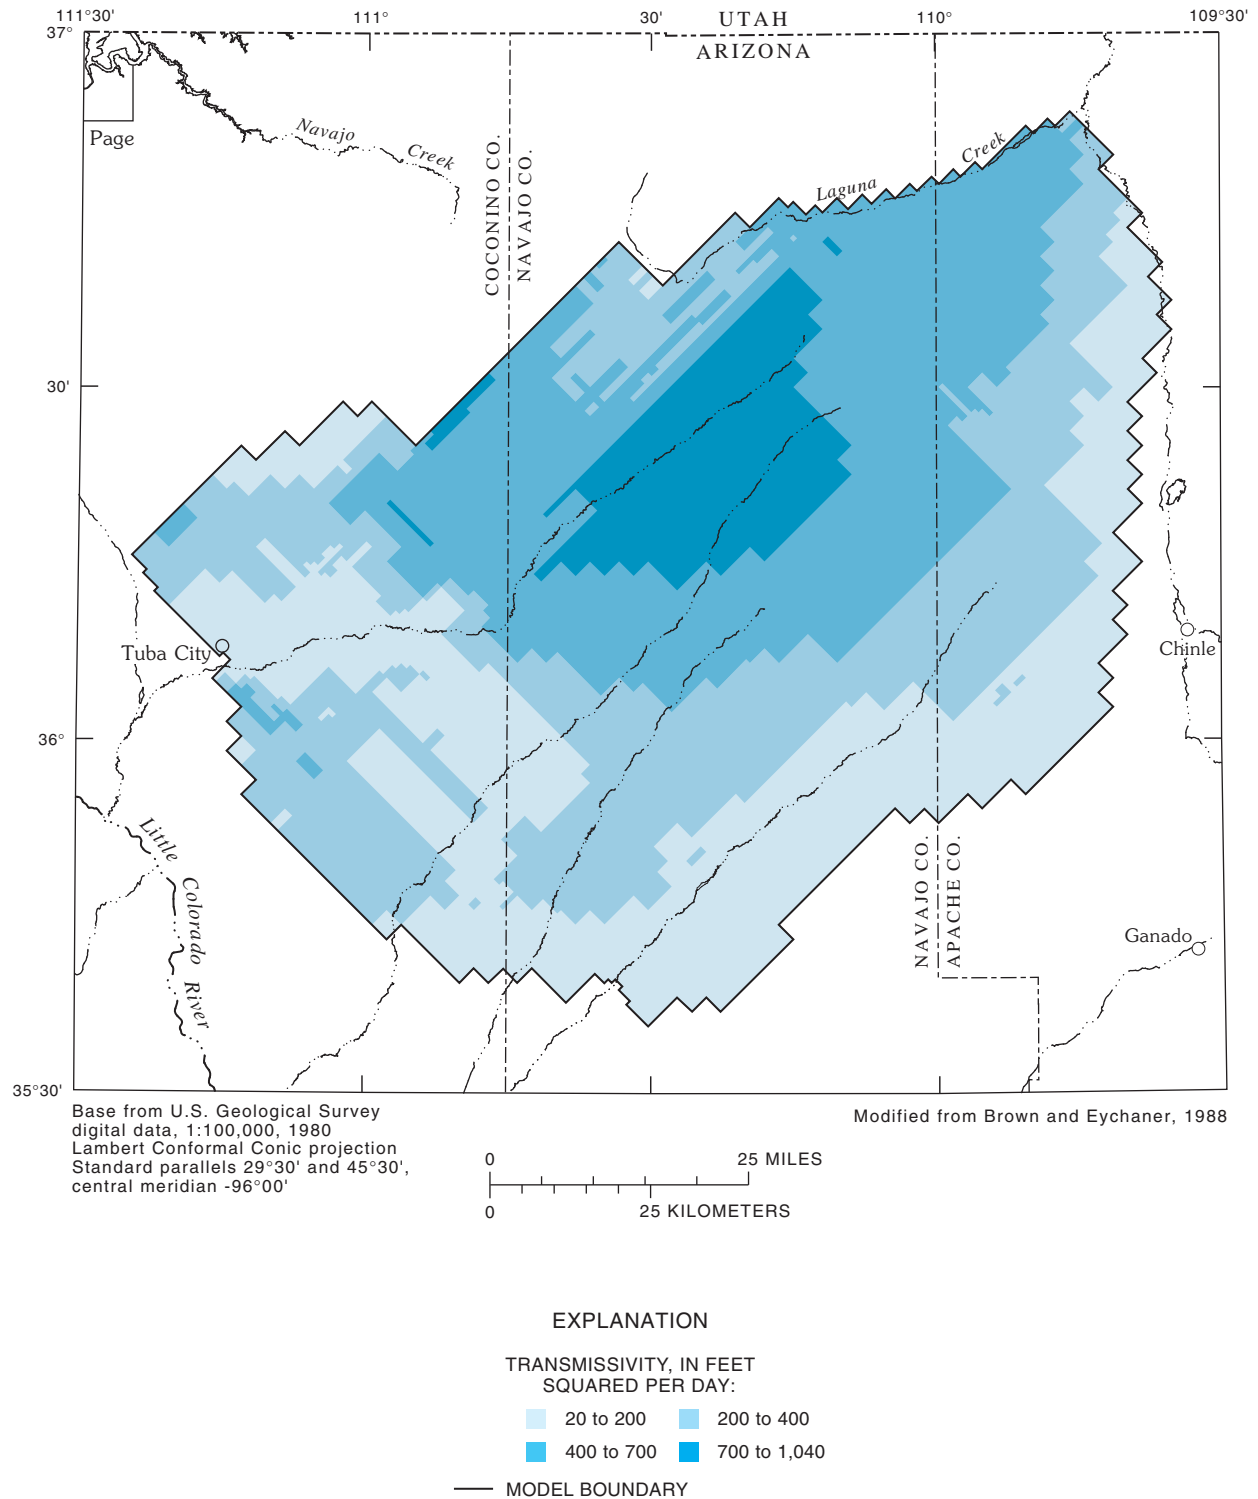 111°30'
111°
30'
UTAH
110°
109°30'
37°
ARIZONA
Page
Navajo
Creek
COCONINO CO.
NAVAJO CO.
Laguna
Creek
30'
Tuba City
Chinle
36°
Little
Colorado
River
NAVAJO CO.
APACHE CO.
Ganado
35°30'
Base from U.S. Geological Survey
digital data, 1:100,000, 1980
Lambert Conformal Conic projection
Standard parallels 29°30' and 45°30',
central meridian -96°00'
Modified from Brown and Eychaner, 1988
0 25 MILES
0 25 KILOMETERS
EXPLANATION
TRANSMISSIVITY, IN FEET
SQUARED PER DAY:
20 to 200 200 to 400
400 to 700 700 to 1,040
MODEL BOUNDARY